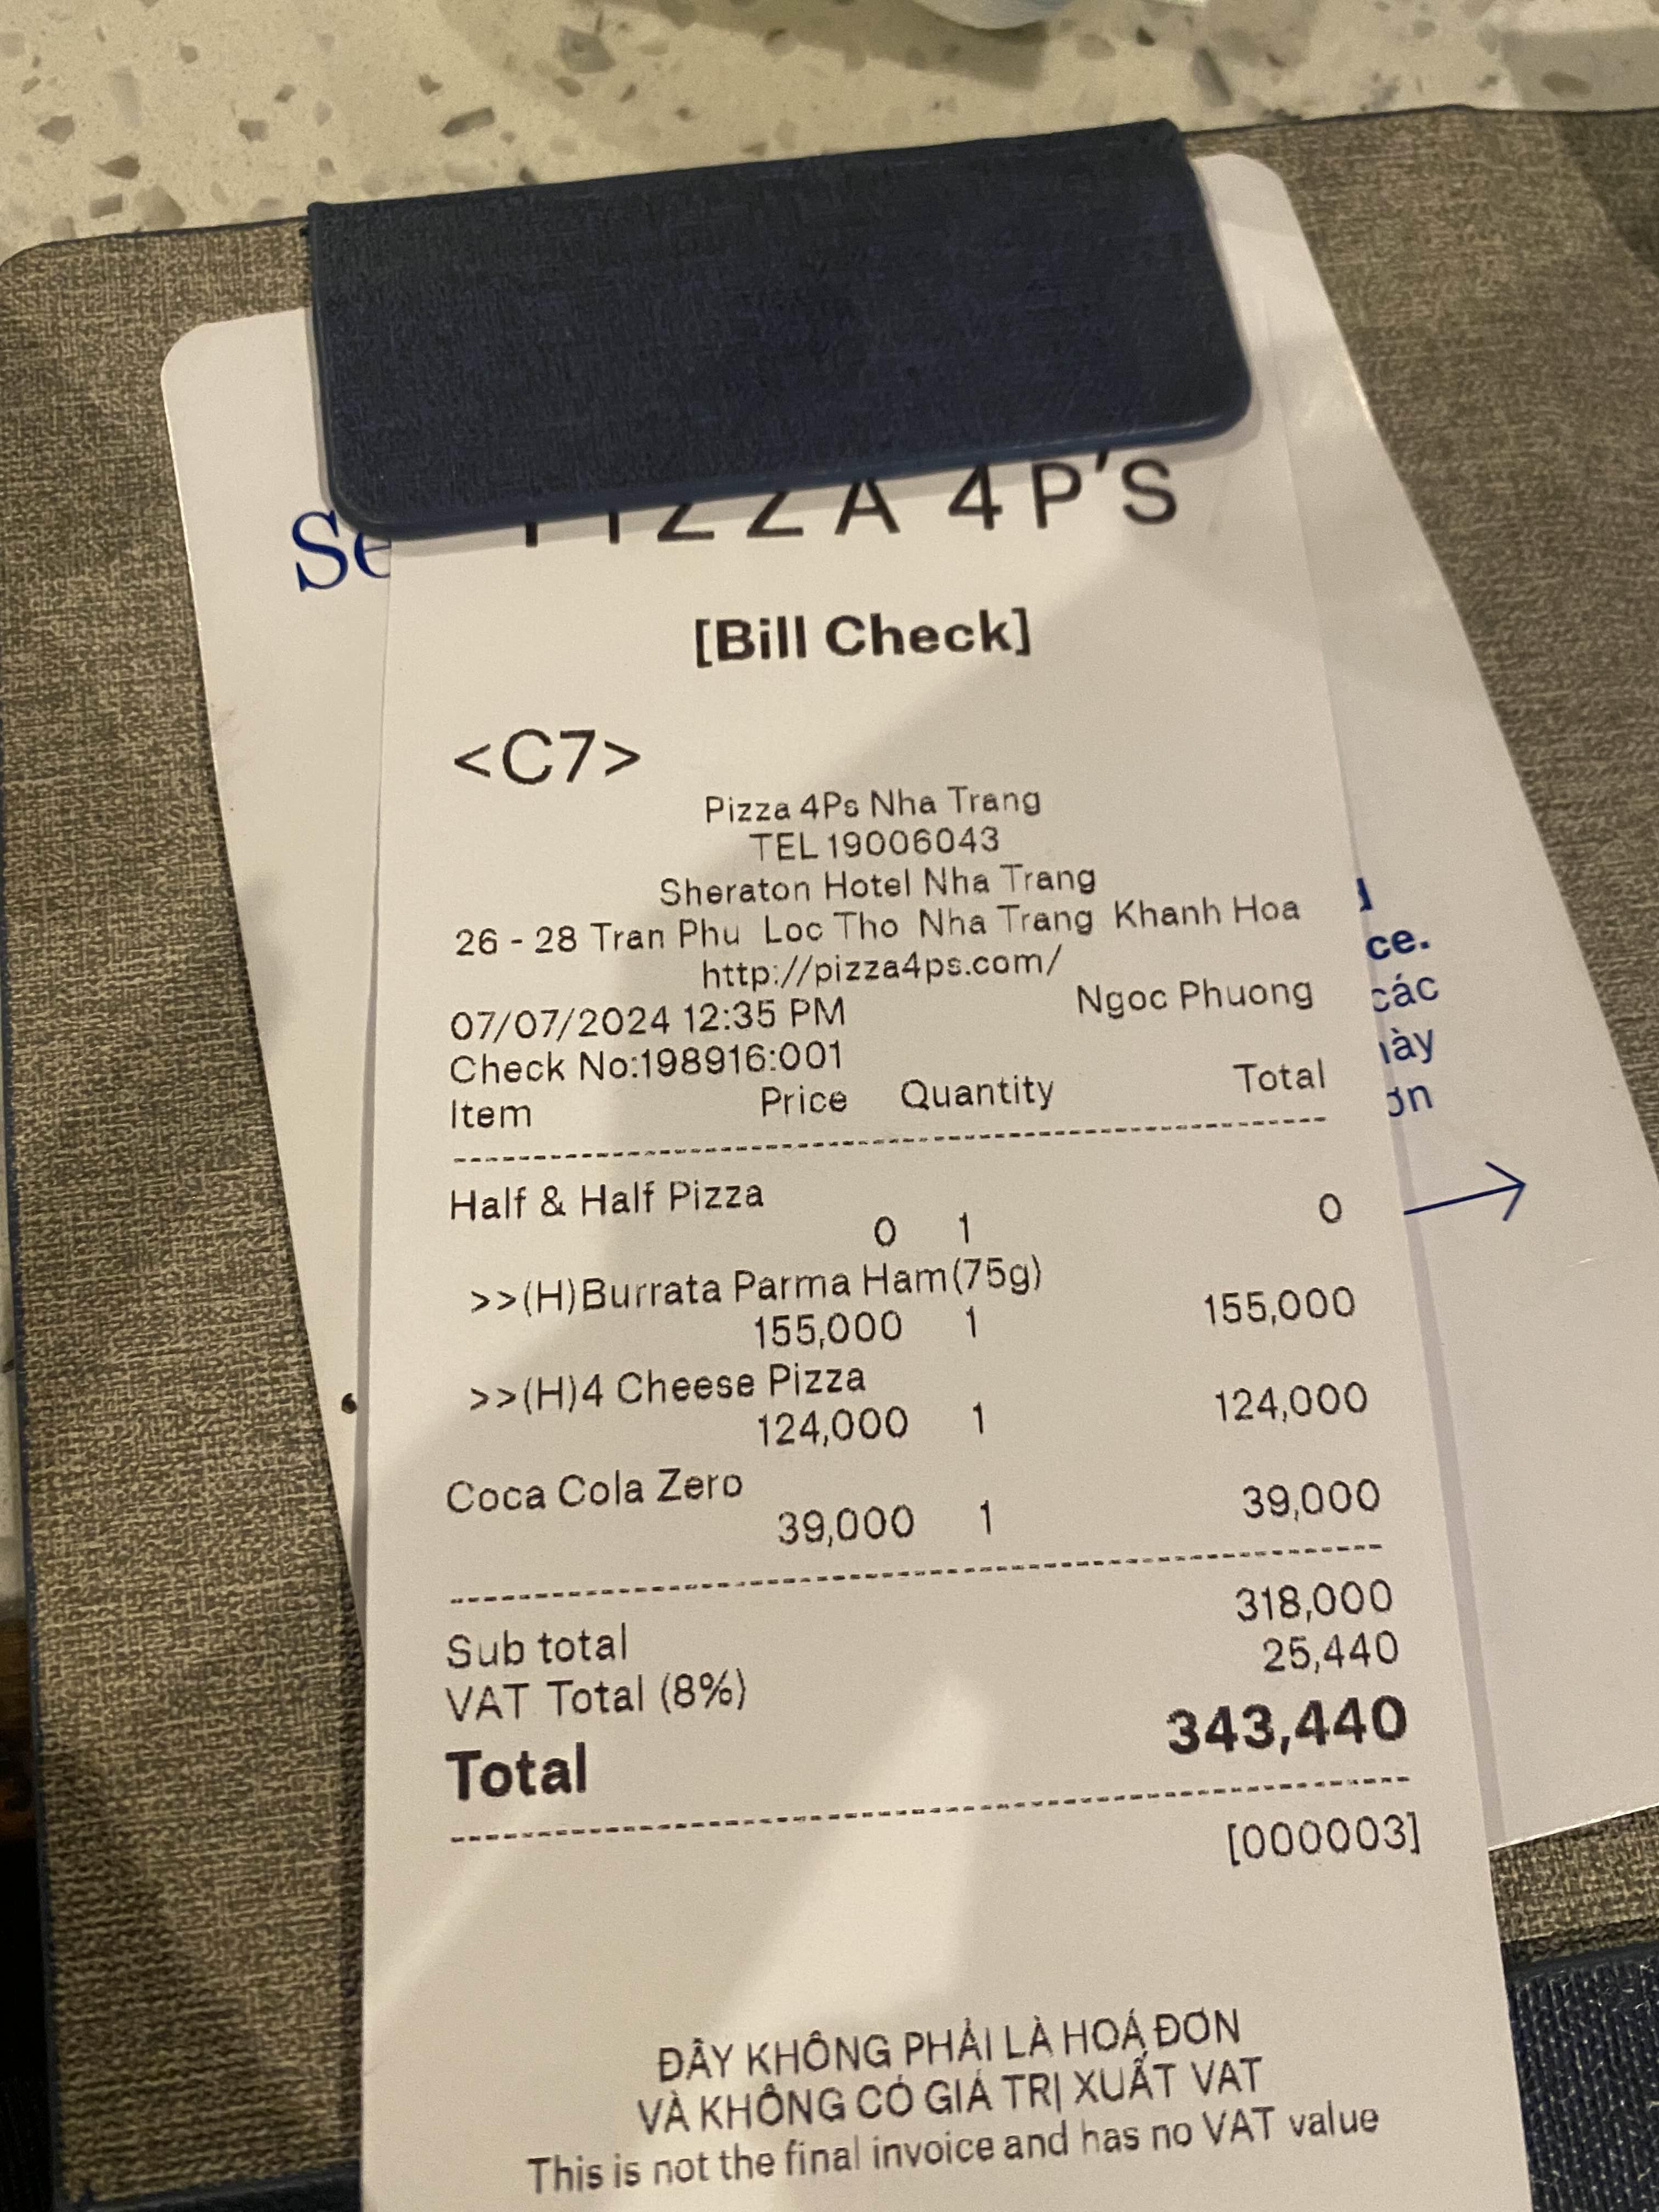 PIZZA 4P'S
[Bill Check]
<C7>
Pizza 4Ps Nha Trang
TEL 19006043
Sheraton Hotel Nha Trang
26 - 28 Tran Phu Loc Tho Nha Trang Khanh Hoa
http://pizza4ps.com/
07/07/2024 12:35 PM Ngoc Phuong
Check No:198916:001
Item Price Quantity Total
Half & Half Pizza
0 1 0
>>(H)Burrata Parma Ham(75g)
155,000 1 155,000
>>(H)4 Cheese Pizza
124,000 1 124,000
Coca Cola Zero
39,000 1 39,000
Sub total 318,000
VAT Total (8%) 25,440
Total 343,440
[000003]
ĐÂY KHÔNG PHẢI LÀ HOÁ ĐƠN
VÀ KHÔNG CÓ GIÁ TRỊ XUẤT VAT
This is not the final invoice and has no VAT value
các